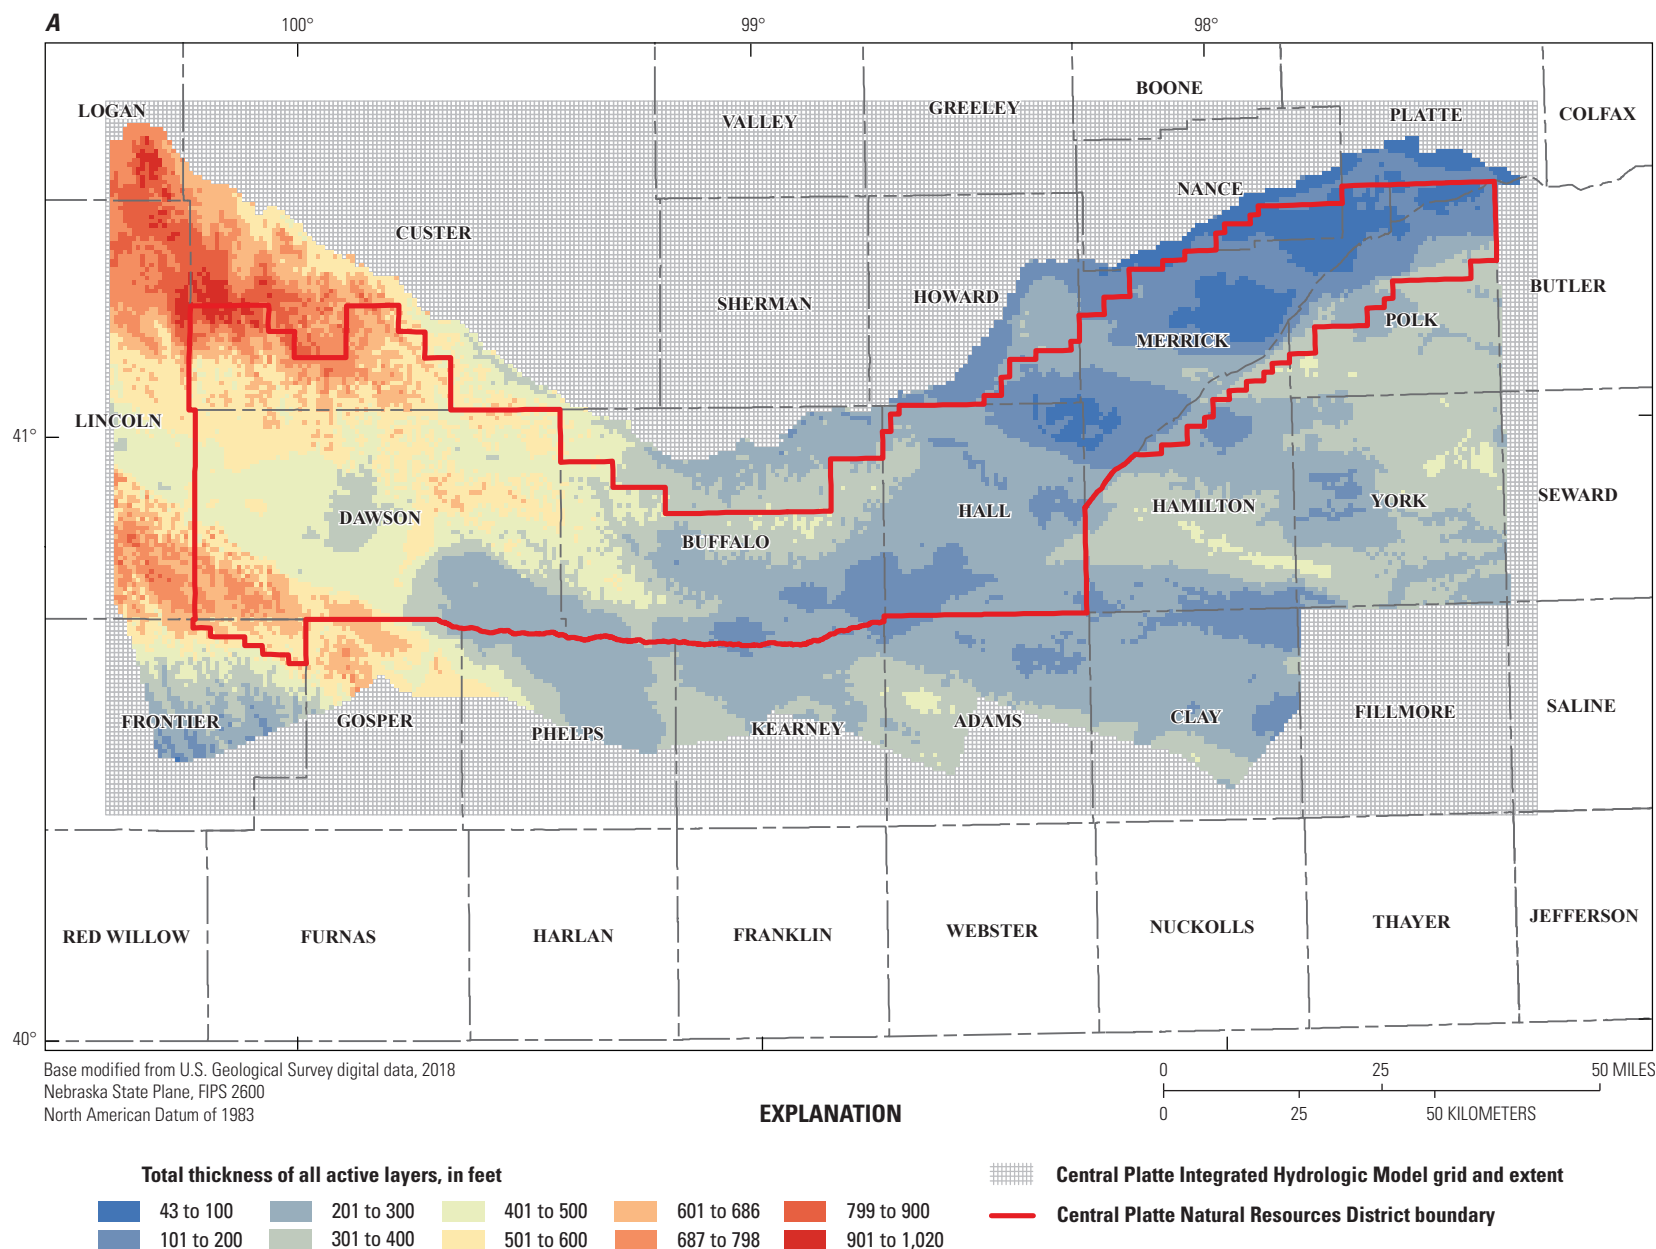 A
100°
99°
98°
BOONE
LOGAN
GREELEY
PLATTE
COLFAX
VALLEY
NANCE
CUSTER
BUTLER
HOWARD
SHERMAN
POLK
MERRICK
LINCOLN
41°
SEWARD
YORK
HAMILTON
HALL
DAWSON
BUFFALO
SALINE
FILLMORE
CLAY
FRONTIER
GOSPER
ADAMS
KEARNEY
PHELPS
JEFFERSON
THAYER
NUCKOLLS
WEBSTER
FRANKLIN
RED WILLOW
FURNAS
HARLAN
40°
Base modified from U.S. Geological Survey digital data, 2018
Nebraska State Plane, FIPS 2600
North American Datum of 1983
0 25 50 MILES
0 25 50 KILOMETERS
EXPLANATION
Total thickness of all active layers, in feet
43 to 100
101 to 200
201 to 300
301 to 400
401 to 500
501 to 600
601 to 686
687 to 798
799 to 900
901 to 1,020
Central Platte Integrated Hydrologic Model grid and extent
Central Platte Natural Resources District boundary